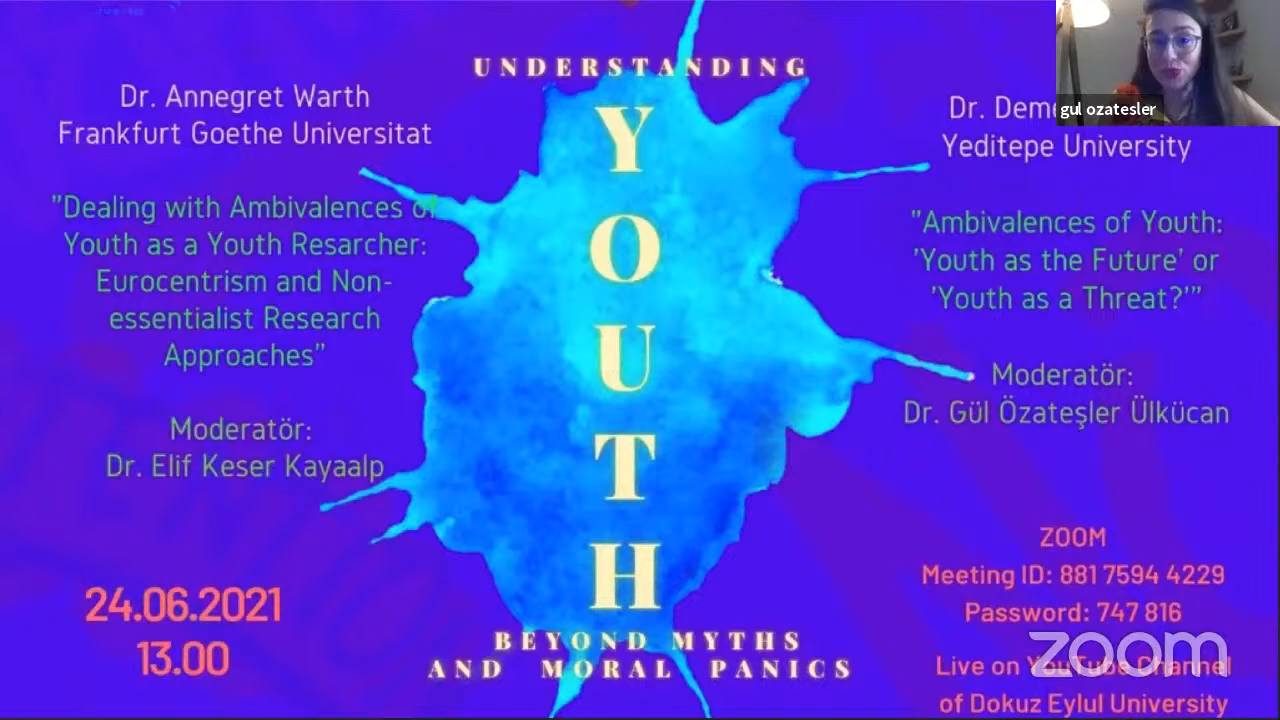 UNDERSTANDING
YOUTH
BEYOND MYTHS
AND MORAL PANICS
Dr. Annegret Warth
Frankfurt Goethe Universitat
"Dealing with Ambivalences of
Youth as a Youth Resarcher:
Eurocentrism and Non-
essentialist Research
Approaches"
Moderatör:
Dr. Elif Keser Kayaalp
24.06.2021
13.00
gul ozatesler
Dr.
Yeditepe University
"Ambivalences of Youth:
'Youth as the Future' or
'Youth as a Threat?'"
Moderatör:
Dr. Gül Özateşler Ülkücan
ZOOM
Meeting ID: 881 7594 4229
Password: 747 816
zoom
Live on YouTube Channel
of Dokuz Eylul University